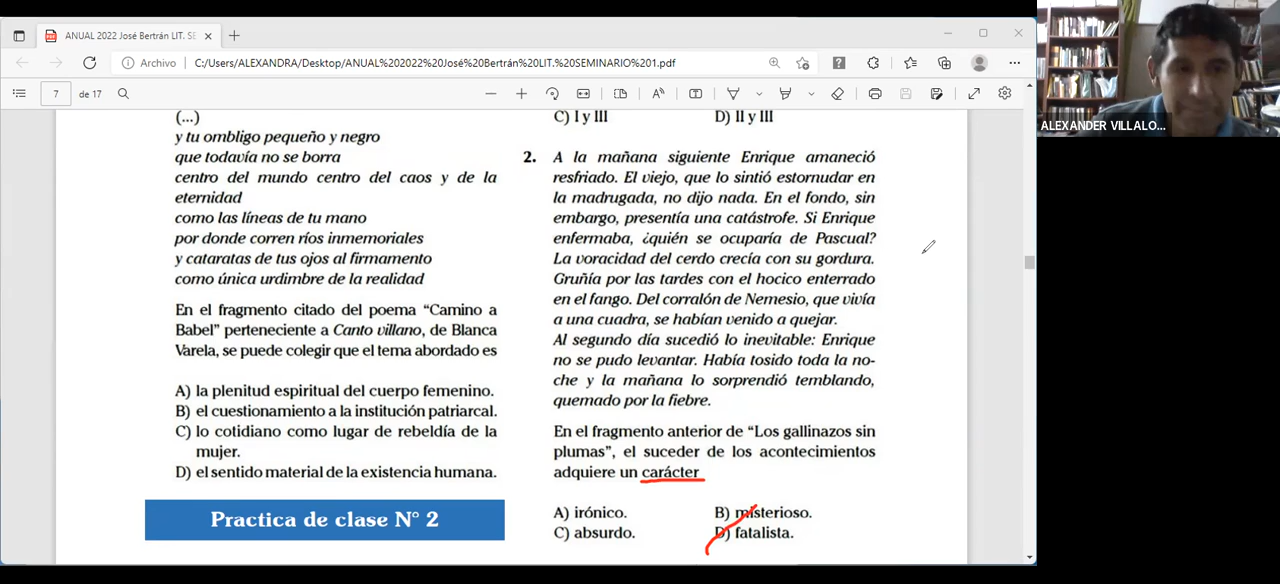 ANUAL 2022 José Bertrán LIT. SE
Archivo
C:/Users/ALEXANDRA/Desktop/ANUAL%202022%20José%20Bertrán%20LIT.%20SEMINARIO%201.pdf
7
de 17
ALEXANDER VILLALO...
(...)
y tu ombligo pequeño y negro
que todavía no se borra
centro del mundo centro del caos y de la
eternidad
como las líneas de tu mano
por donde corren ríos inmemoriales
y cataratas de tus ojos al firmamento
como única urdimbre de la realidad
En el fragmento citado del poema “Camino a
Babel” perteneciente a Canto villano, de Blanca
Varela, se puede colegir que el tema abordado es
A) la plenitud espiritual del cuerpo femenino.
B) el cuestionamiento a la institución patriarcal.
C) lo cotidiano como lugar de rebeldía de la
mujer.
D) el sentido material de la existencia humana.
Practica de clase N° 2
C) I y III
D) II y III
2. A la mañana siguiente Enrique amaneció
resfriado. El viejo, que lo sintió estornudar en
la madrugada, no dijo nada. En el fondo, sin
embargo, presentía una catástrofe. Si Enrique
enfermaba, ¿quién se ocuparía de Pascual?
La voracidad del cerdo crecía con su gordura.
Gruñía por las tardes con el hocico enterrado
en el fango. Del corralón de Nemesio, que vivía
a una cuadra, se habían venido a quejar.
Al segundo día sucedió lo inevitable: Enrique
no se pudo levantar. Había tosido toda la no-
che y la mañana lo sorprendió temblando,
quemado por la fiebre.
En el fragmento anterior de “Los gallinazos sin
plumas”, el suceder de los acontecimientos
adquiere un carácter
A) irónico.
B) misterioso.
C) absurdo.
D) fatalista.